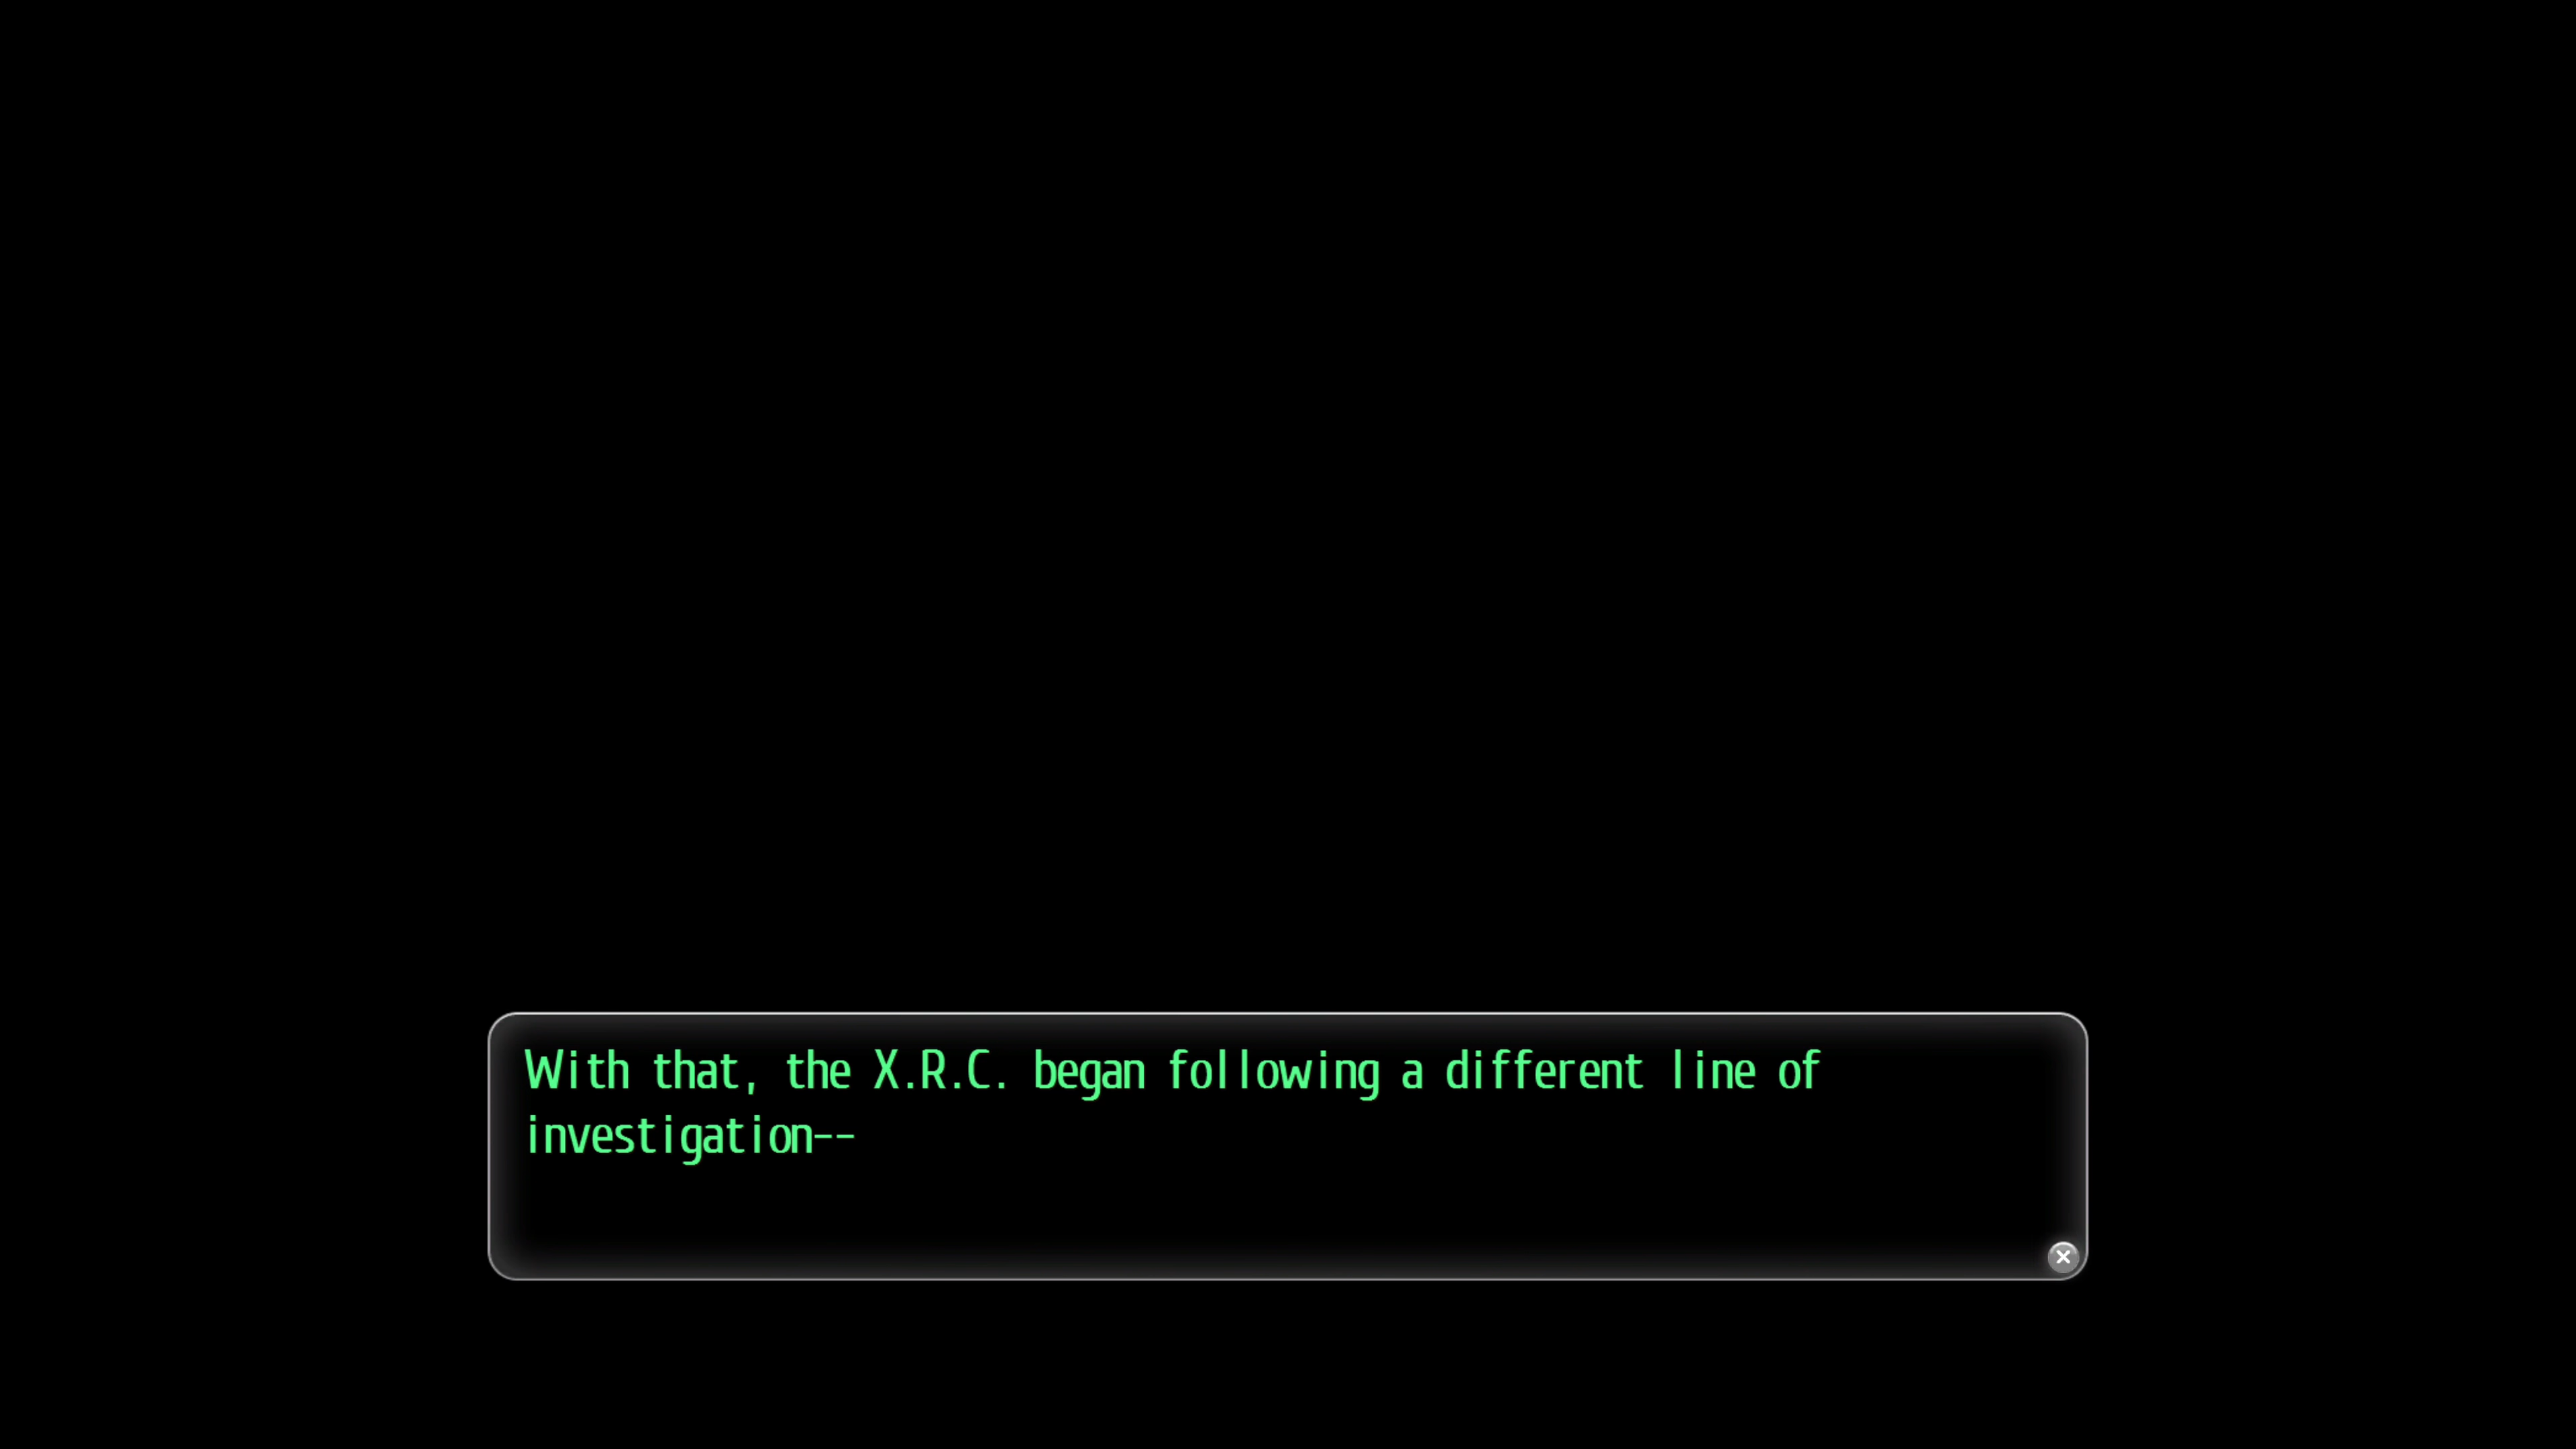 With that, the X.R.C. began following a different line of
investigation--